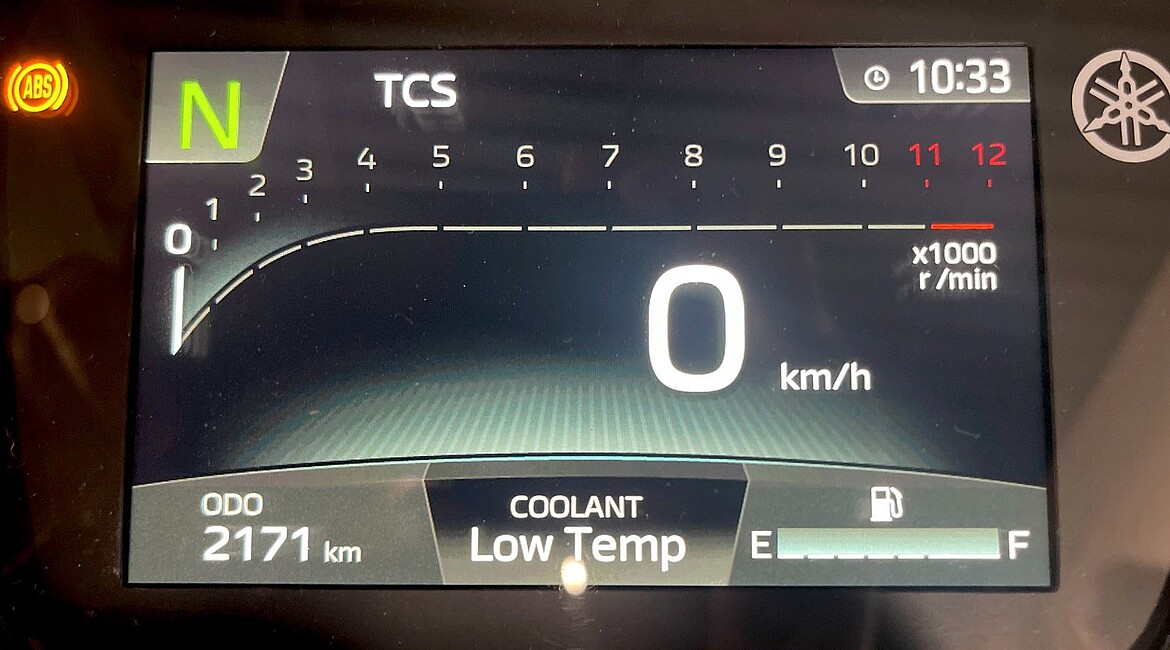 ABS
N
TCS
10:33
0 1 2 3 4 5 6 7 8 9 10 11 12
x1000
r/min
0 km/h
ODO
2171 km
COOLANT
Low Temp
E F